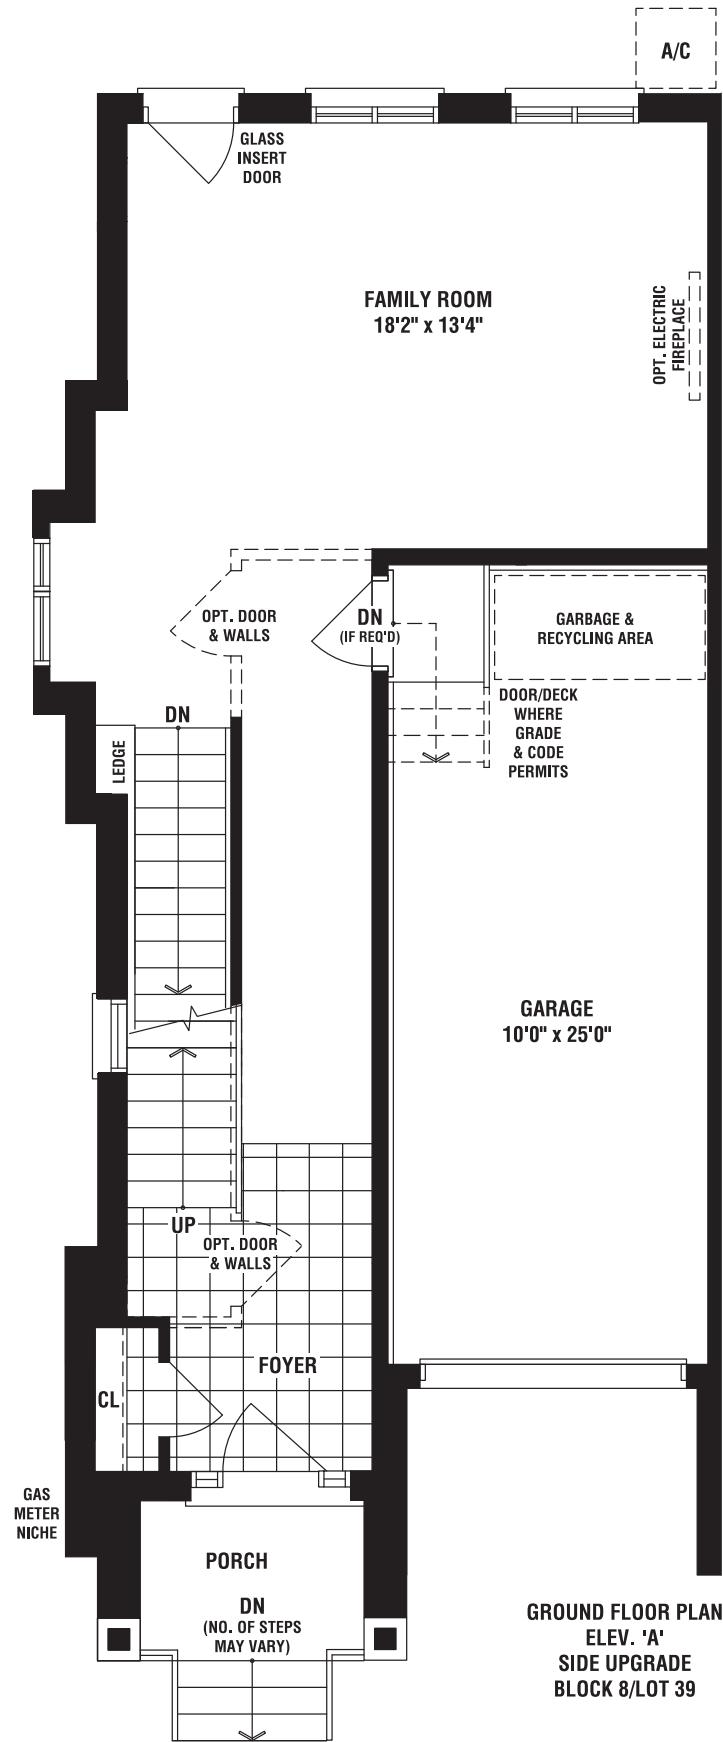 A/C
GLASS
INSERT
DOOR
FAMILY ROOM
18'2" x 13'4"
OPT. ELECTRIC
FIREPLACE
OPT. DOOR
& WALLS
DN
(IF REQ'D)
GARBAGE &
RECYCLING AREA
DOOR/DECK
WHERE
GRADE
& CODE
PERMITS
DN
LEDGE
GARAGE
10'0" x 25'0"
UP
OPT. DOOR
& WALLS
FOYER
CL
GAS
METER
NICHE
PORCH
DN
(NO. OF STEPS
MAY VARY)
GROUND FLOOR PLAN
ELEV. 'A'
SIDE UPGRADE
BLOCK 8/LOT 39